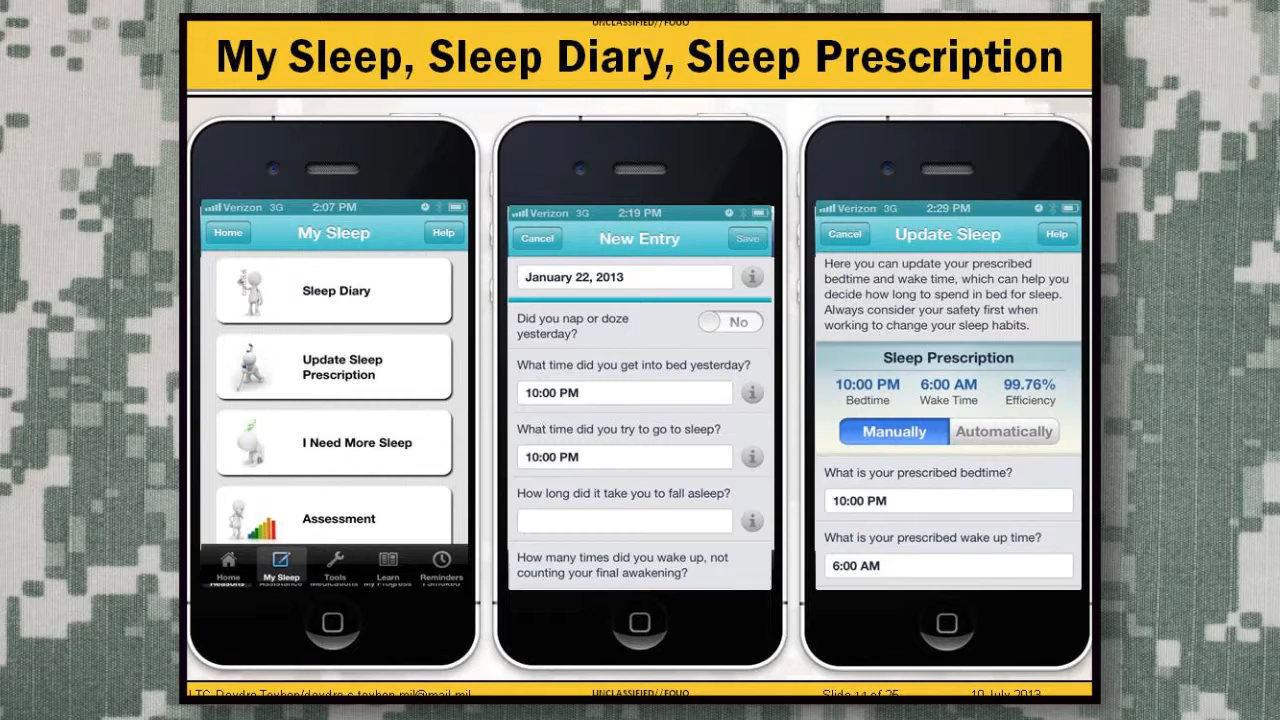 UNCLASSIFIED//FOUO
My Sleep, Sleep Diary, Sleep Prescription
Verizon 3G 2:07 PM
Home My Sleep Help
Sleep Diary
Update Sleep
Prescription
I Need More Sleep
Assessment
Home My Sleep Tools Learn Reminders
Verizon 3G 2:19 PM
Cancel New Entry Save
January 22, 2013
Did you nap or doze
yesterday?
No
What time did you get into bed yesterday?
10:00 PM
What time did you try to go to sleep?
10:00 PM
How long did it take you to fall asleep?
How many times did you wake up, not
counting your final awakening?
Verizon 3G 2:29 PM
Cancel Update Sleep Help
Here you can update your prescribed
bedtime and wake time, which can help you
decide how long to spend in bed for sleep.
Always consider your safety first when
working to change your sleep habits.
Sleep Prescription
10:00 PM 6:00 AM 99.76%
Bedtime Wake Time Efficiency
Manually Automatically
What is your prescribed bedtime?
10:00 PM
What is your prescribed wake up time?
6:00 AM
UNCLASSIFIED//FOUO
Slide 14 of 25
10 July 2013